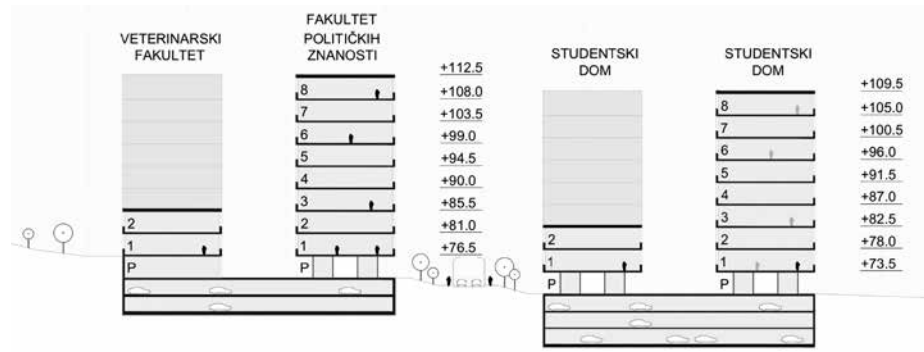 VETERINARSKI
FAKULTET
FAKULTET
POLITIČKIH
ZNANOSTI
STUDENTSKI
DOM
STUDENTSKI
DOM
2
1
P
8
7
6
5
4
3
2
1
P
+112.5
+108.0
+103.5
+99.0
+94.5
+90.0
+85.5
+81.0
+76.5
2
1
P
8
7
6
5
4
3
2
1
P
+109.5
+105.0
+100.5
+96.0
+91.5
+87.0
+82.5
+78.0
+73.5